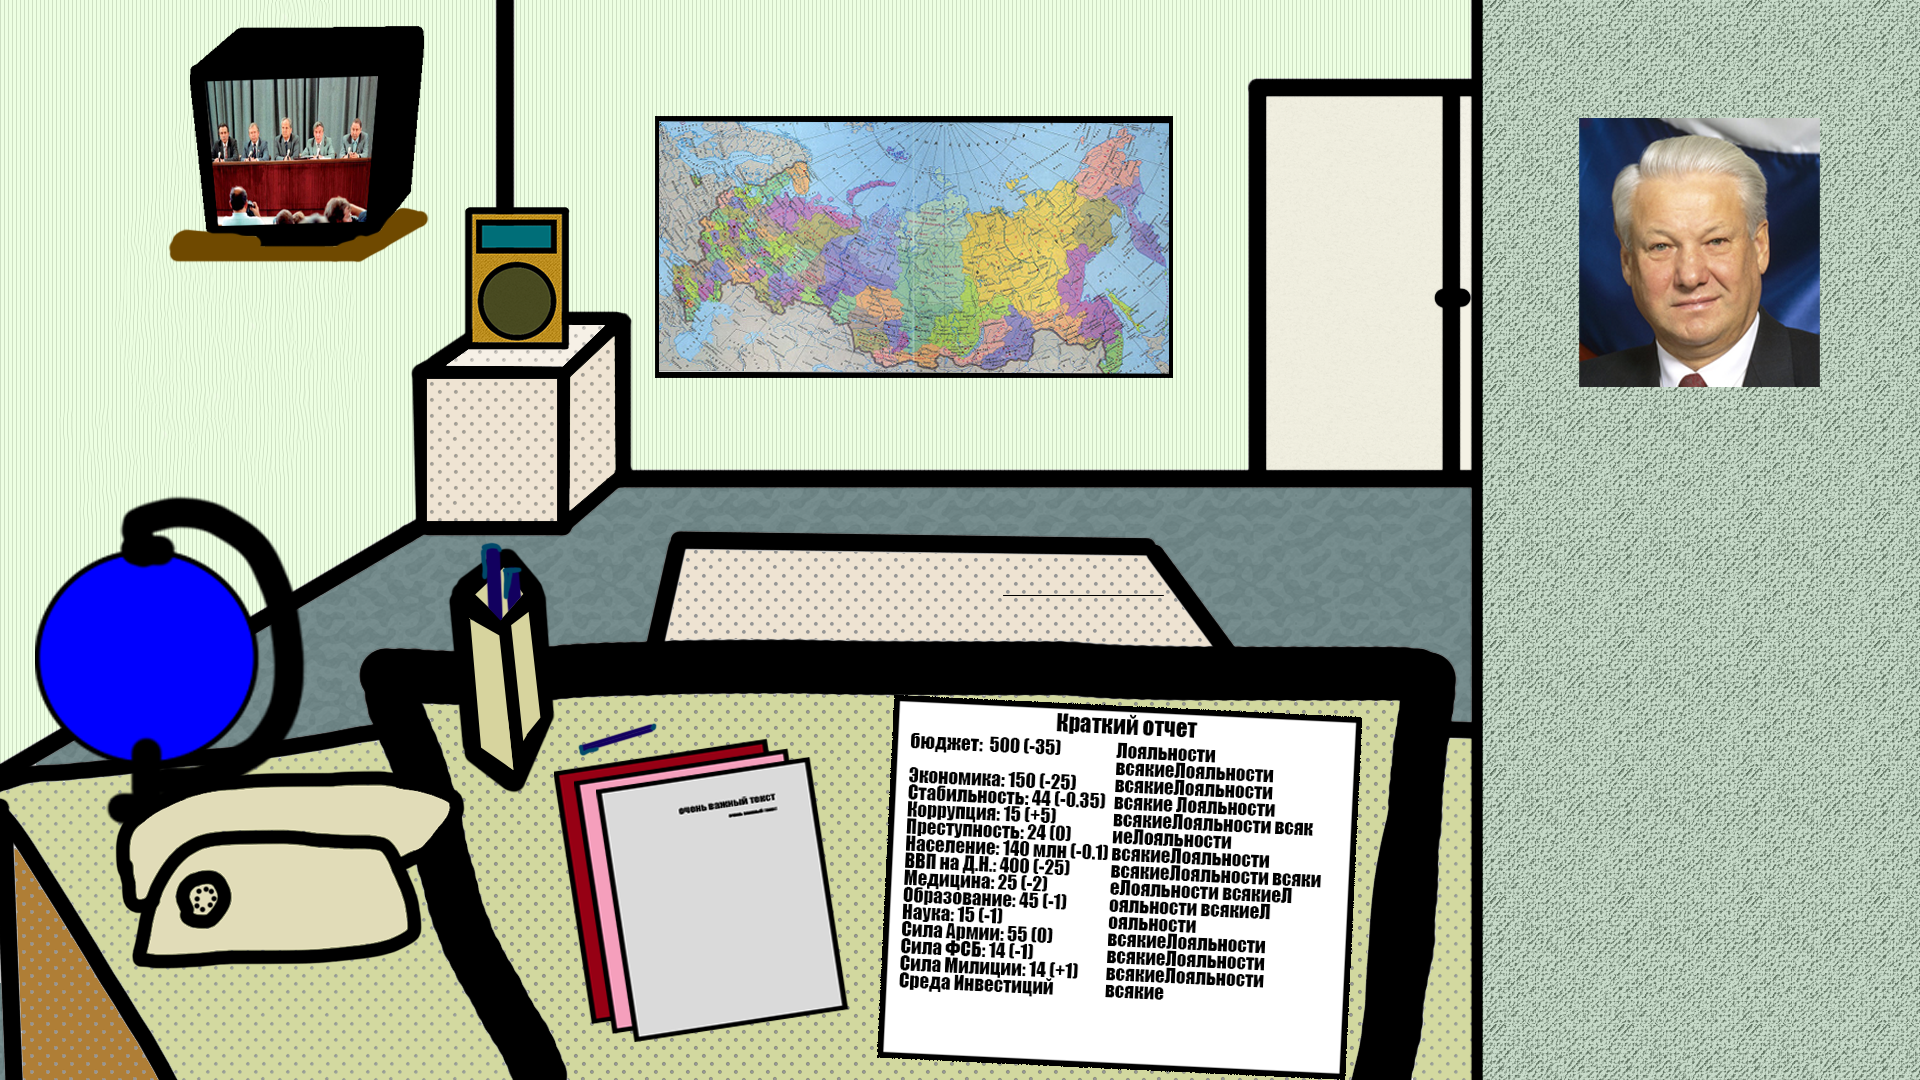 очень важный текст
очень важный текст
Краткий отчет
бюджет: 500 (-35)
Экономика: 150 (-25)
Стабильность: 44 (-0.35)
Коррупция: 15 (+5)
Преступность: 24 (0)
Население: 140 млн (-0.1)
ВВП на Д.Н.: 400 (-25)
Медицина: 25 (-2)
Образование: 45 (-1)
Наука: 15 (-1)
Сила Армии: 55 (0)
Сила ФСБ: 14 (-1)
Сила Милиции: 14 (+1)
Среда Инвестиций
Лояльности
всякиеЛояльности
всякиеЛояльности
всякие Лояльности
всякиеЛояльности всяк
иеЛояльности
всякиеЛояльности
всякиеЛояльности всяки
еЛояльности всякиеЛ
ояльности всякиеЛ
ояльности
всякиеЛояльности
всякиеЛояльности
всякиеЛояльности
всякие